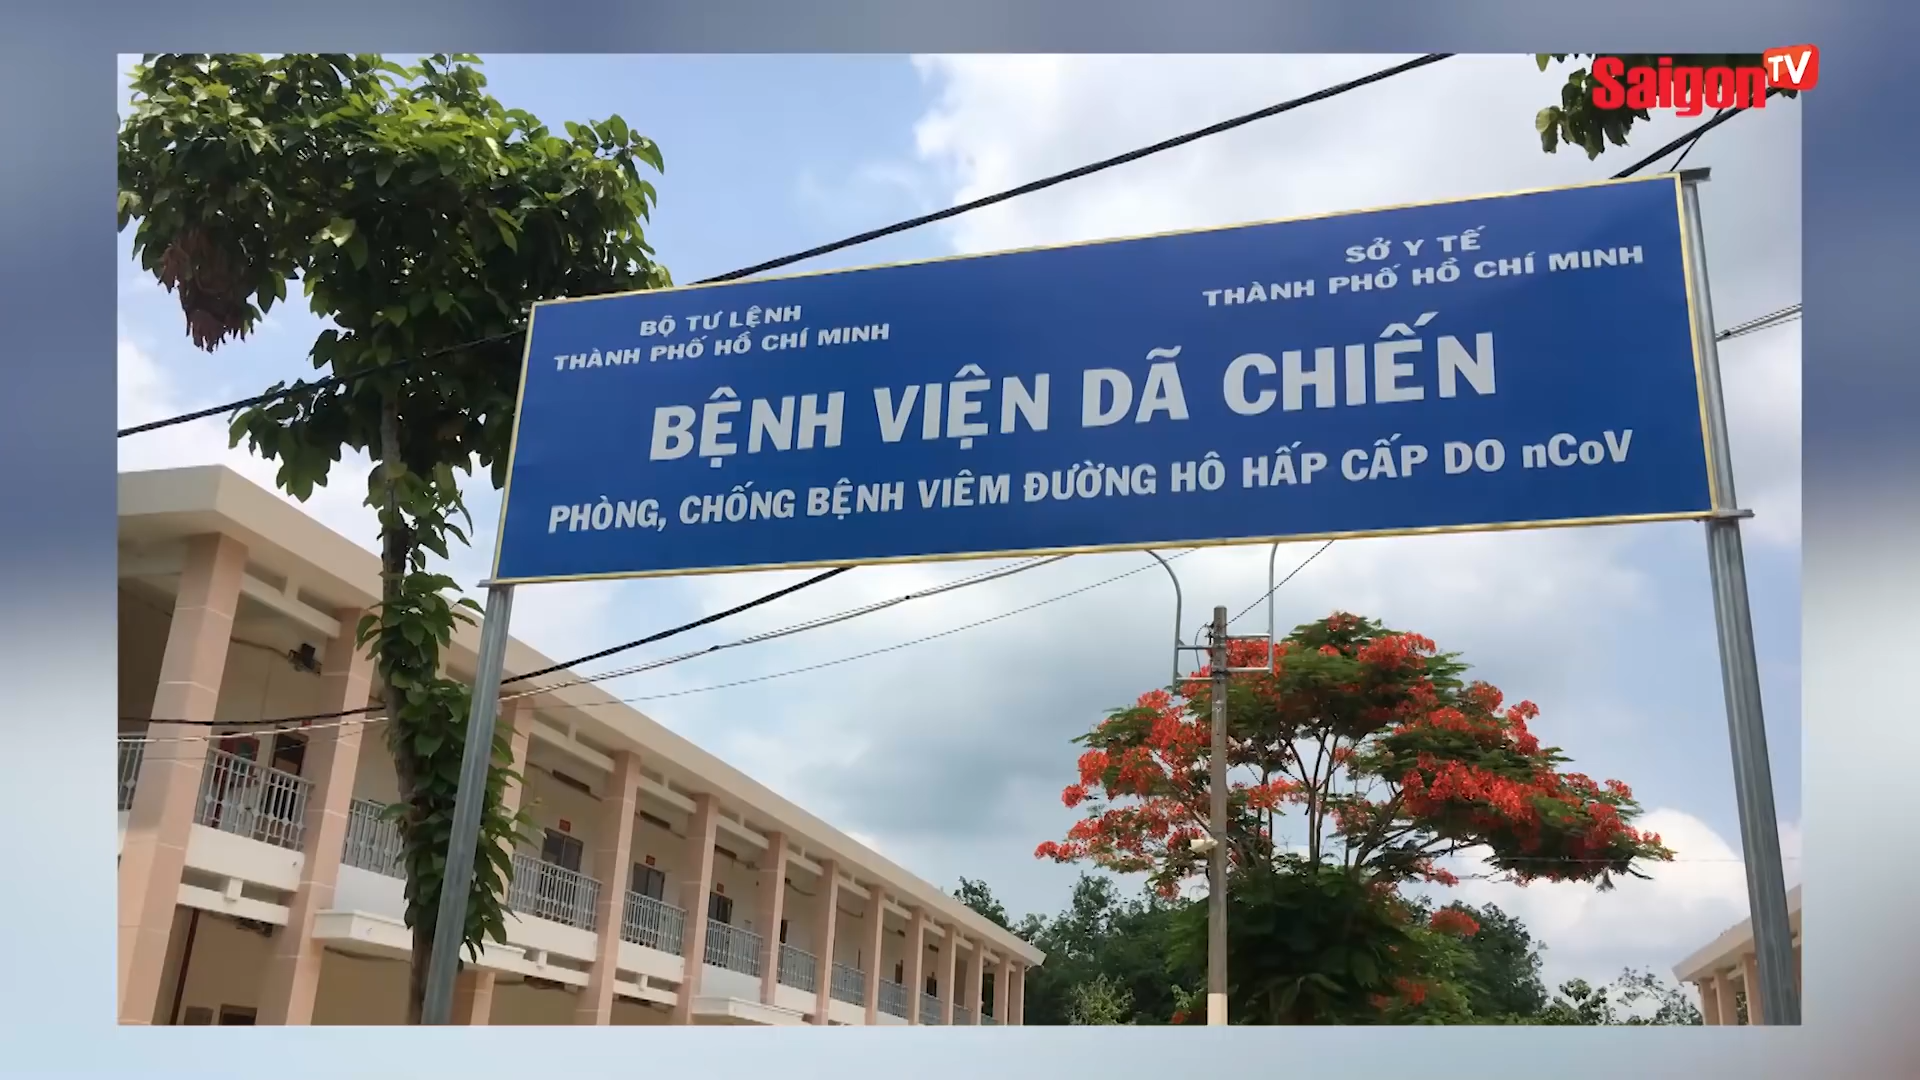 Saigon TV
BỘ TƯ LỆNH
THÀNH PHỐ HỒ CHÍ MINH
SỞ Y TẾ
THÀNH PHỐ HỒ CHÍ MINH
BỆNH VIỆN DÃ CHIẾN
PHÒNG, CHỐNG BỆNH VIÊM ĐƯỜNG HÔ HẤP CẤP DO nCoV